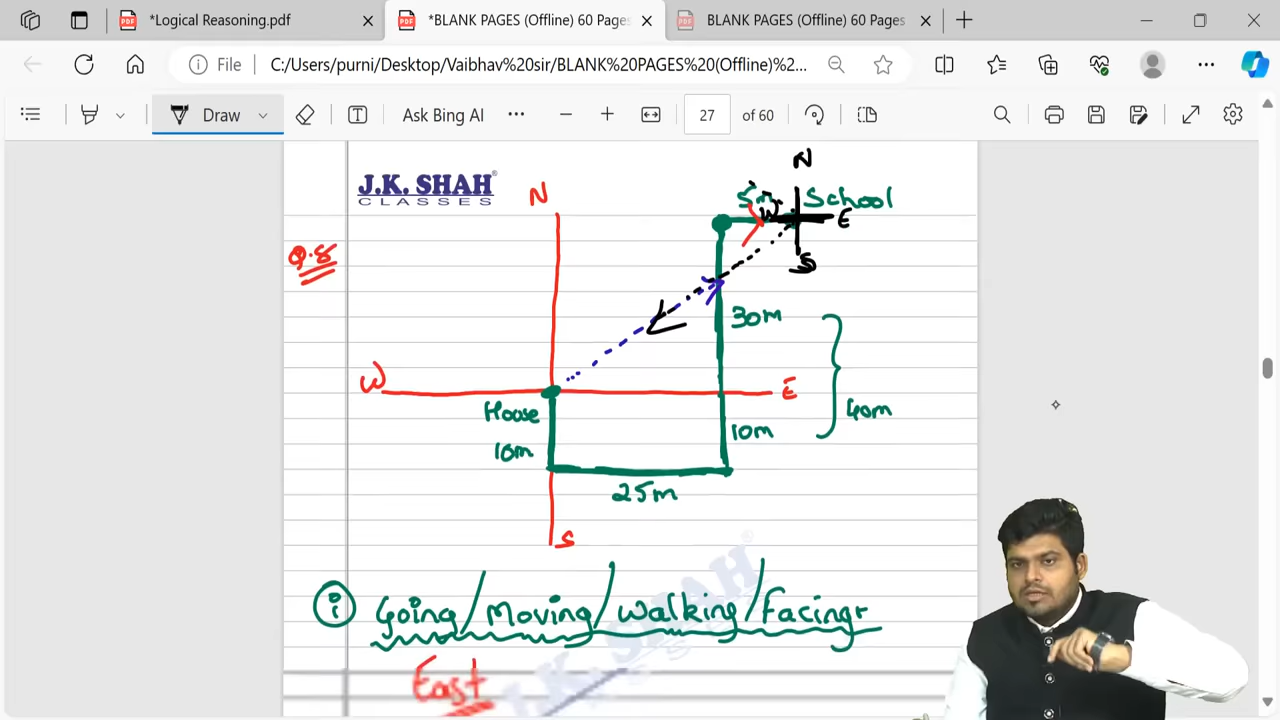 *Logical Reasoning.pdf
*BLANK PAGES (Offline) 60 Pages
BLANK PAGES (Offline) 60 Pages
File
C:/Users/purni/Desktop/Vaibhav%20sir/BLANK%20PAGES%20(Offline)%2...
Draw
Ask Bing AI
27
of 60
J.K. SHAH®
CLASSES
N
N
5m
School
W
E
S
Q.8
30m
W
E
House
40m
10m
10m
25m
S
i Going/Moving/Walking/Facing
East
J.K. SHAH